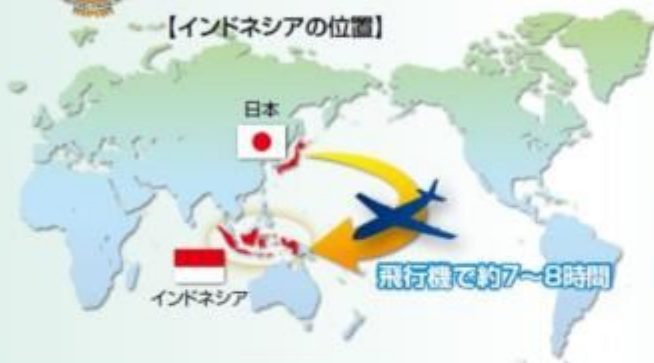 【インドネシアの位置】
日本
インドネシア
飛行機で約7〜8時間